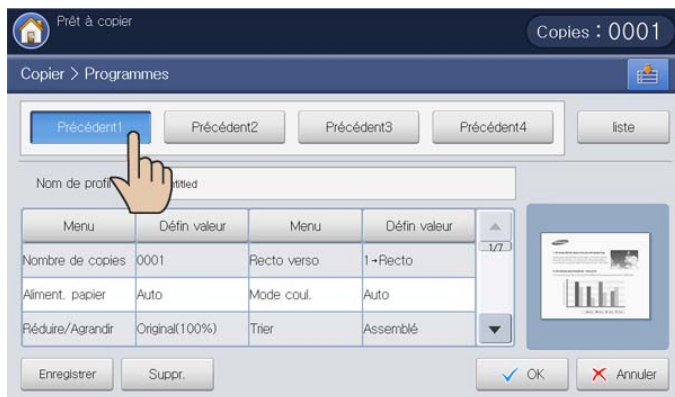 Prêt à copier
Copies : 0001
Copier > Programmes
Précédent1 Précédent2 Précédent3 Précédent4 liste
Nom de profil
Menu Défin valeur Menu Défin valeur
1/7
Nombre de copies 0001 Recto verso 1→Recto
Aliment. papier Auto Mode coul. Auto
Réduire/Agrandir Original(100%) Trier Assemblé
Enregistrer Suppr. OK Annuler